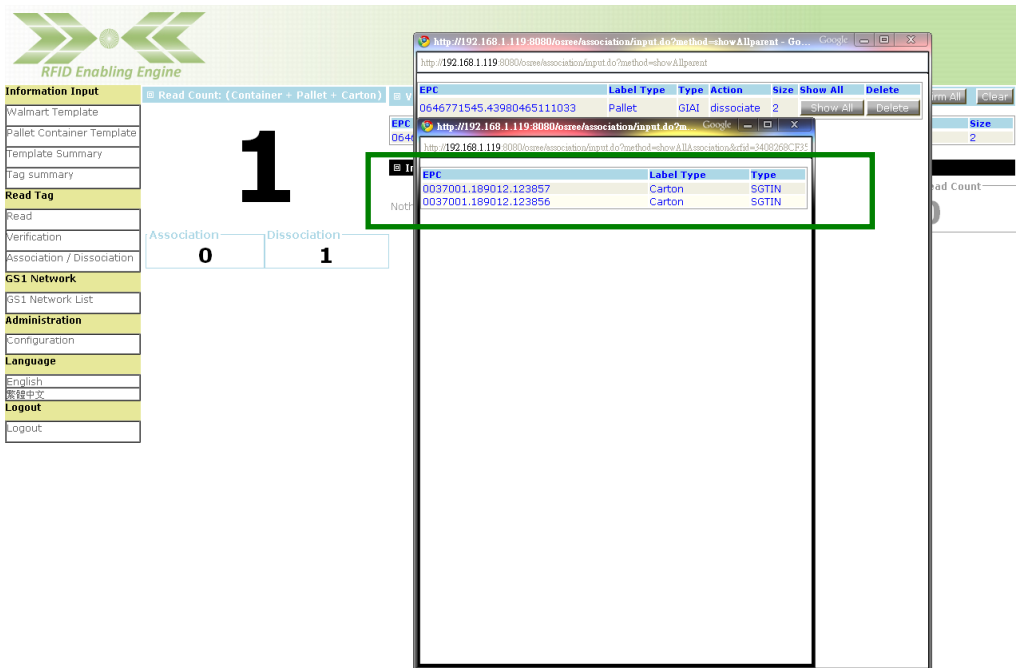 RFID Enabling Engine
Information Input
Walmart Template
Pallet Container Template
Template Summary
Tag summary
Read Tag
Read
Verification
Association / Dissociation
GS1 Network
GS1 Network List
Administration
Configuration
Language
English
繁體中文
Logout
Logout
Read Count: (Container + Pallet + Carton)
1
Association
0
Dissociation
1
http://192.168.1.119:8080/osree/association/input.do?method=showAllparent - Go... Google
http://192.168.1.119:8080/osree/association/input.do?method=showAllparent
EPC Label Type Type Action Size Show All Delete
0646771545.43980465111033 Pallet GIAI dissociate 2 Show All Delete
All Clear
EPC Size
2
http://192.168.1.119:8080/osree/association/input.do?m... Google
http://192.168.1.119:8080/osree/association/input.do?method=showAllAssociation&rfid=3408268CF35
EPC Label Type Type
0037001.189012.123857 Carton SGTIN
0037001.189012.123856 Carton SGTIN
Count